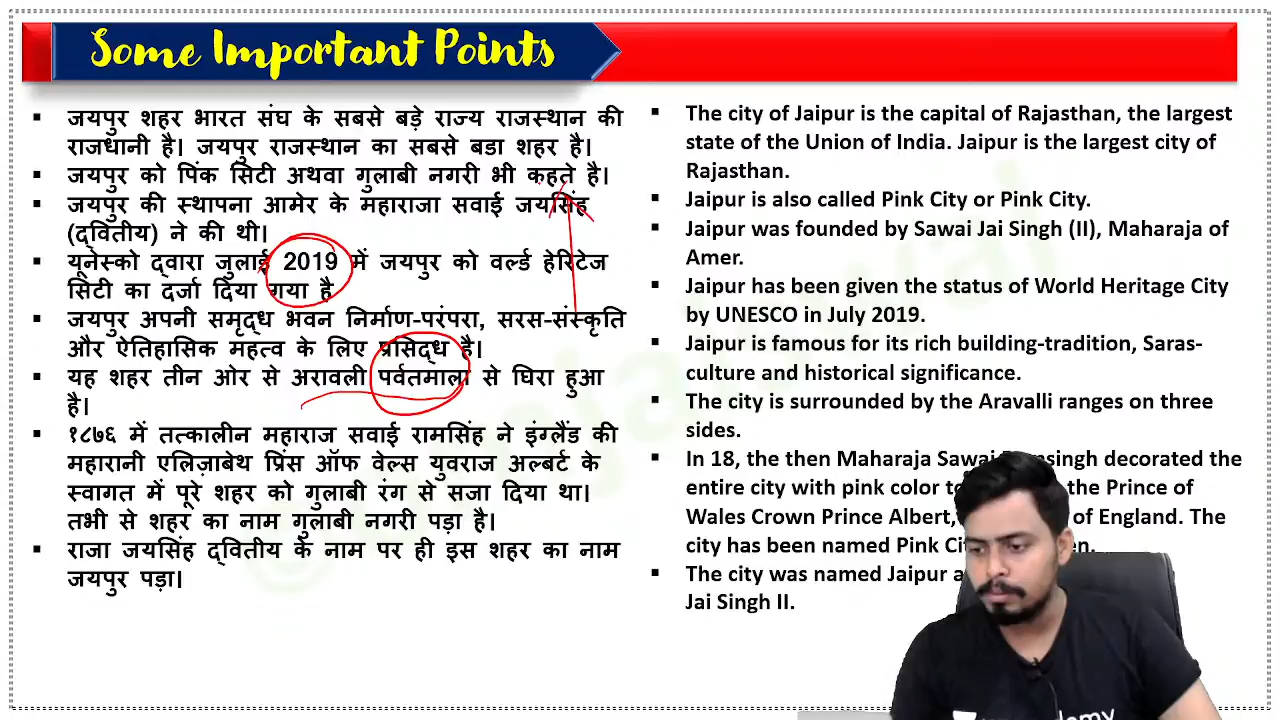 Some Important Points
जयपुर शहर भारत संघ के सबसे बड़े राज्य राजस्थान की
राजधानी है। जयपुर राजस्थान का सबसे बडा शहर है।
जयपुर को पिंक सिटी अथवा गुलाबी नगरी भी कहते है।
जयपुर की स्थापना आमेर के महाराजा सवाई जयसिंह
(द्वितीय) ने की थी।
यूनेस्को द्वारा जुलाई 2019 में जयपुर को वर्ल्ड हेरिटेज
सिटी का दर्जा दिया गया है
जयपुर अपनी समृद्ध भवन निर्माण-परंपरा, सरस-संस्कृति
और ऐतिहासिक महत्व के लिए प्रसिद्ध है।
यह शहर तीन ओर से अरावली पर्वतमाला से घिरा हुआ
है।
१८७६ में तत्कालीन महाराज सवाई रामसिंह ने इंग्लैंड की
महारानी एलिज़ाबेथ प्रिंस ऑफ वेल्स युवराज अल्बर्ट के
स्वागत में पूरे शहर को गुलाबी रंग से सजा दिया था।
तभी से शहर का नाम गुलाबी नगरी पड़ा है।
राजा जयसिंह द्वितीय के नाम पर ही इस शहर का नाम
जयपुर पड़ा।
The city of Jaipur is the capital of Rajasthan, the largest
state of the Union of India. Jaipur is the largest city of
Rajasthan.
Jaipur is also called Pink City or Pink City.
Jaipur was founded by Sawai Jai Singh (II), Maharaja of
Amer.
Jaipur has been given the status of World Heritage City
by UNESCO in July 2019.
Jaipur is famous for its rich building-tradition, Saras-
culture and historical significance.
The city is surrounded by the Aravalli ranges on three
sides.
In 18, the then Maharaja Sawai decorated the
entire city with pink color the Prince of
Wales Crown Prince Albert, of England. The
city has been named Pink
The city was named Jaipur
Jai Singh II.